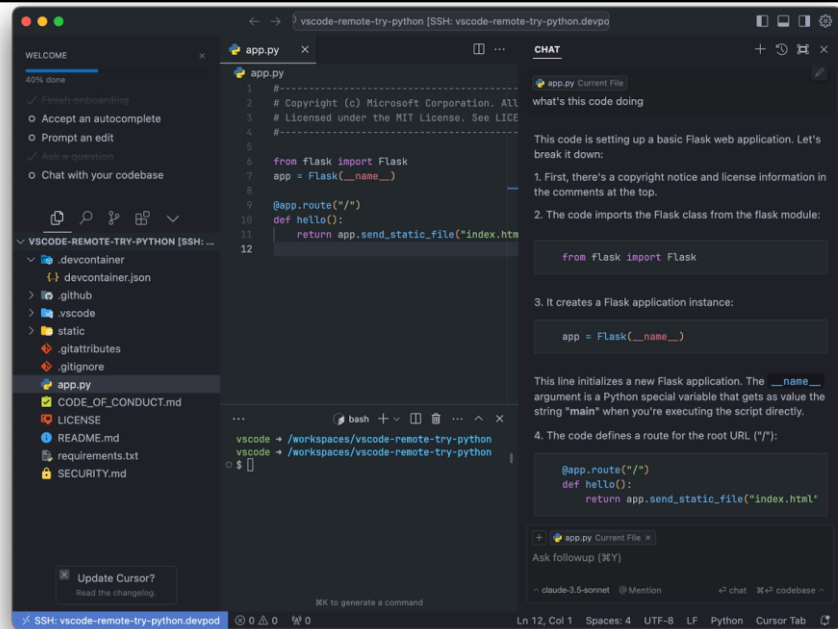 vscode-remote-try-python [SSH: vscode-remote-try-python.devpo
WELCOME
40% done
Finish onboarding
Accept an autocomplete
Prompt an edit
Ask a question
Chat with your codebase
VSCODE-REMOTE-TRY-PYTHON [SSH: ...
.devcontainer
devcontainer.json
.github
.vscode
static
.gitattributes
.gitignore
app.py
CODE_OF_CONDUCT.md
LICENSE
README.md
requirements.txt
SECURITY.md
Update Cursor?
Read the changelog.
app.py
app.py
1 #-----------------------------------
2 # Copyright (c) Microsoft Corporation. All
3 # Licensed under the MIT License. See LICE
4 #-----------------------------------
5
6 from flask import Flask
7 app = Flask(__name__)
8
9 @app.route("/")
10 def hello():
11 return app.send_static_file("index.htm
12
bash
vscode → /workspaces/vscode-remote-try-python
vscode → /workspaces/vscode-remote-try-python
$
⌘K to generate a command
CHAT
app.py Current File
what's this code doing
This code is setting up a basic Flask web application. Let's
break it down:
1. First, there's a copyright notice and license information in
the comments at the top.
2. The code imports the Flask class from the flask module:
from flask import Flask
3. It creates a Flask application instance:
app = Flask(__name__)
This line initializes a new Flask application. The __name__
argument is a Python special variable that gets as value the
string "main" when you're executing the script directly.
4. The code defines a route for the root URL ("/"):
@app.route("/")
def hello():
return app.send_static_file("index.html"
app.py Current File
Ask followup (⌘Y)
claude-3.5-sonnet @Mention chat ⌘ codebase
SSH: vscode-remote-try-python.devpod 0 0 0 Ln 12, Col 1 Spaces: 4 UTF-8 LF Python Cursor Tab